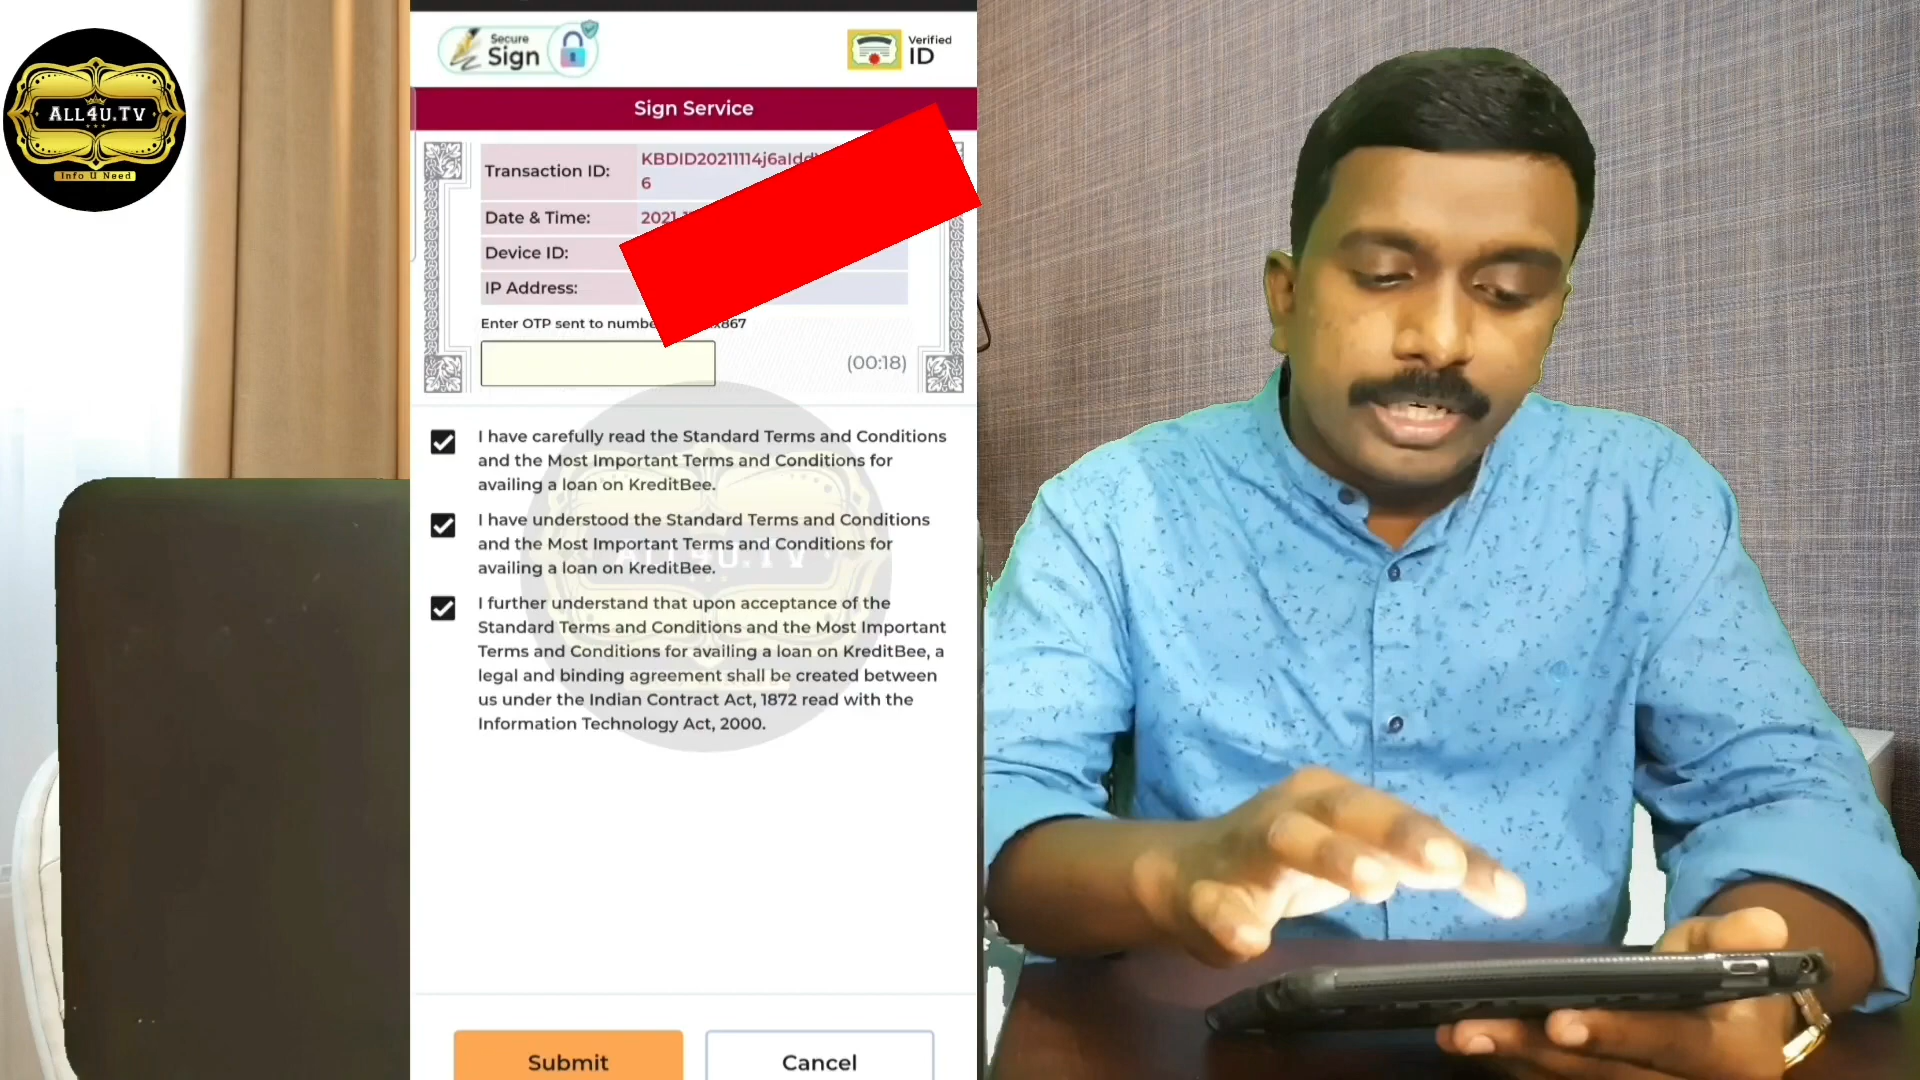 ALL4U.TV
Info U Need
Secure
Sign
Verified
ID
Sign Service
Transaction ID:
6
Date & Time:
Device ID:
IP Address:
Enter OTP sent to
867
(00:18)
I have carefully read the Standard Terms and Conditions
and the Most Important Terms and Conditions for
availing a loan on KreditBee.
I have understood the Standard Terms and Conditions
and the Most Important Terms and Conditions for
availing a loan on KreditBee.
I further understand that upon acceptance of the
Standard Terms and Conditions and the Most Important
Terms and Conditions for availing a loan on KreditBee, a
legal and binding agreement shall be created between
us under the Indian Contract Act, 1872 read with the
Information Technology Act, 2000.
ALL4U.TV
Submit
Cancel